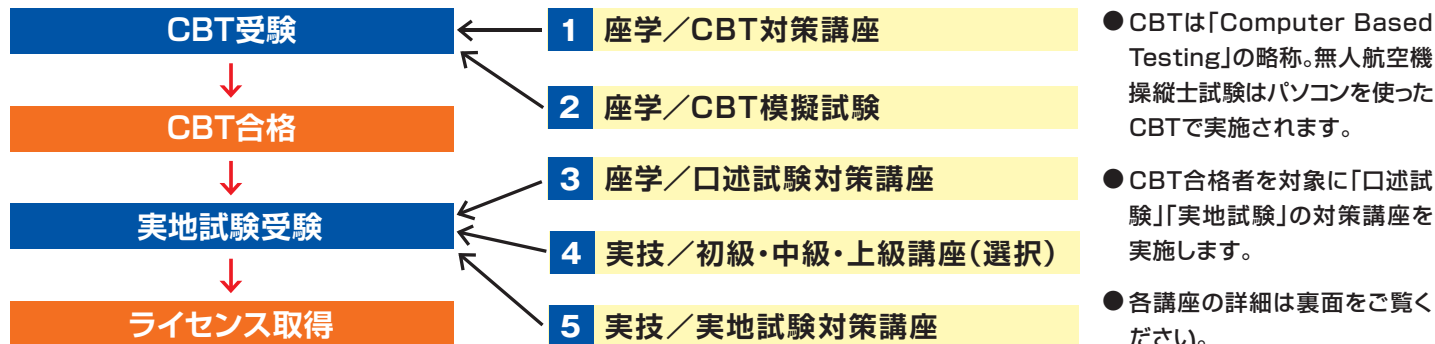 CBT受験
CBT合格
実地試験受験
ライセンス取得
1 座学／CBT対策講座
2 座学／CBT模擬試験
3 座学／口述試験対策講座
4 実技／初級・中級・上級講座（選択）
5 実技／実地試験対策講座
●CBTは「Computer Based
Testing」の略称。無人航空機
操縦士試験はパソコンを使った
CBTで実施されます。
●CBT合格者を対象に「口述試
験」「実地試験」の対策講座を
実施します。
●各講座の詳細は裏面をご覧く
ださい。